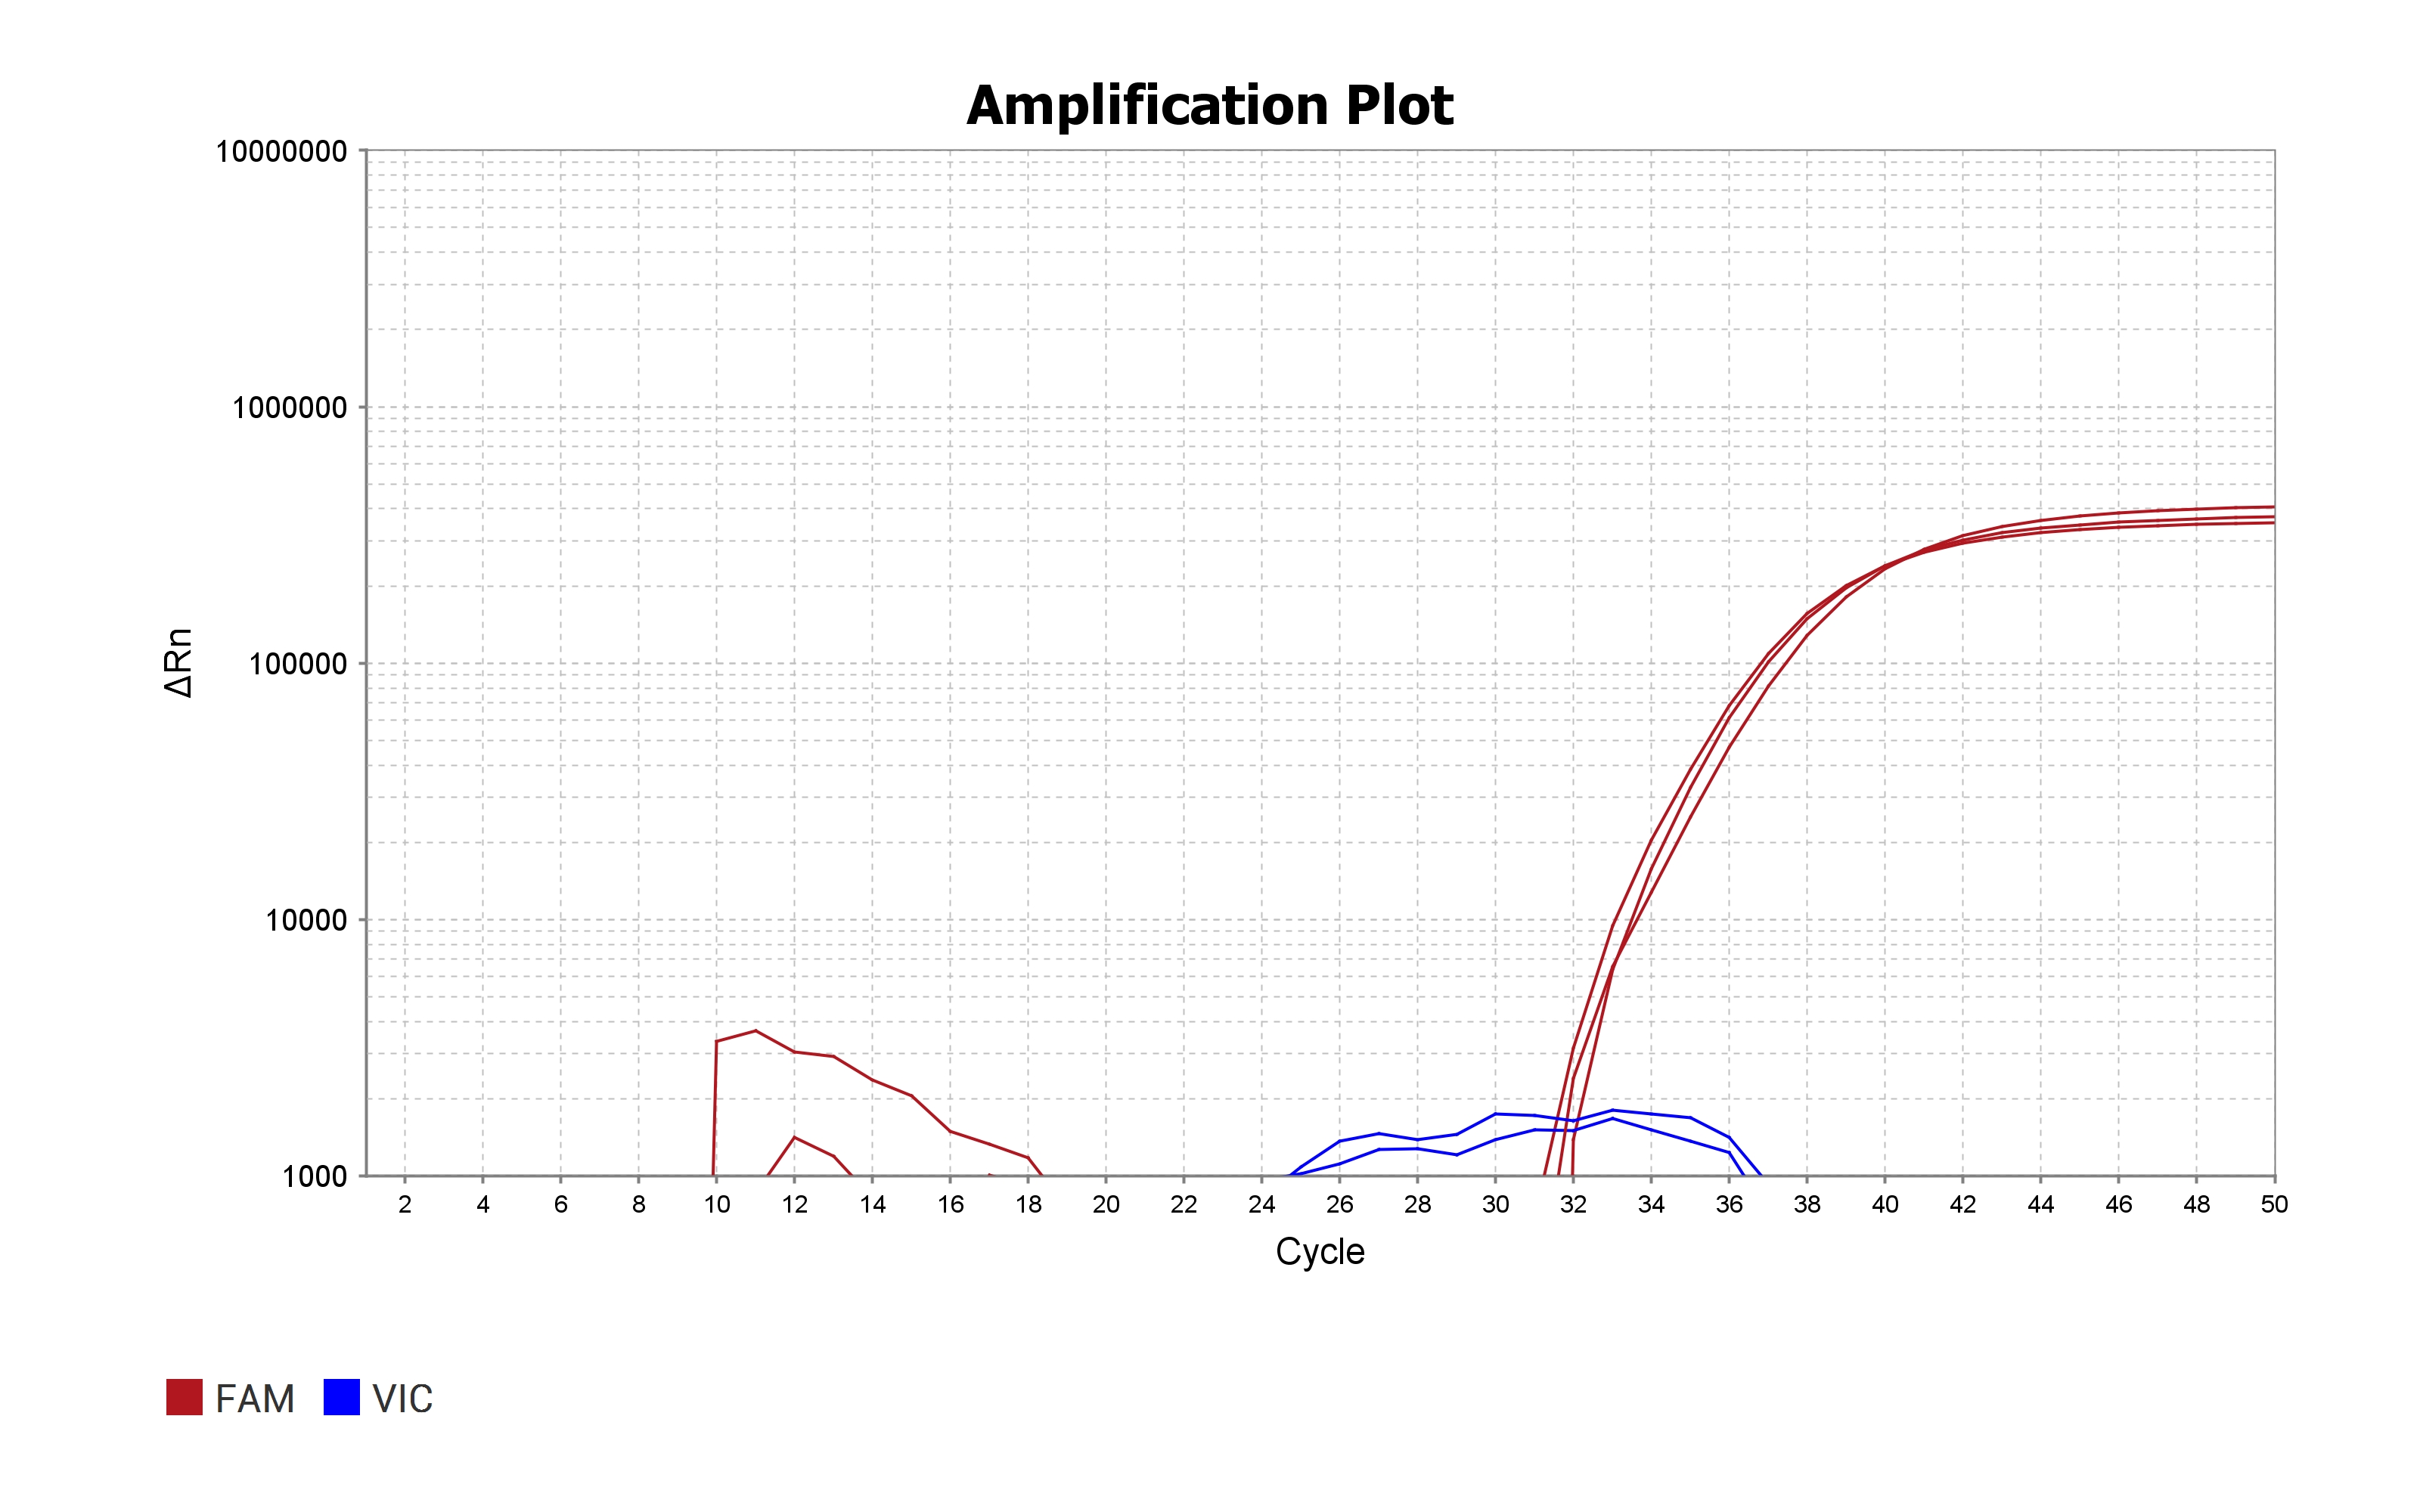 Amplification Plot
10000000
1000000
100000
10000
1000
ΔRn
2 4 6 8 10 12 14 16 18 20 22 24 26 28 30 32 34 36 38 40 42 44 46 48 50
Cycle
FAM VIC